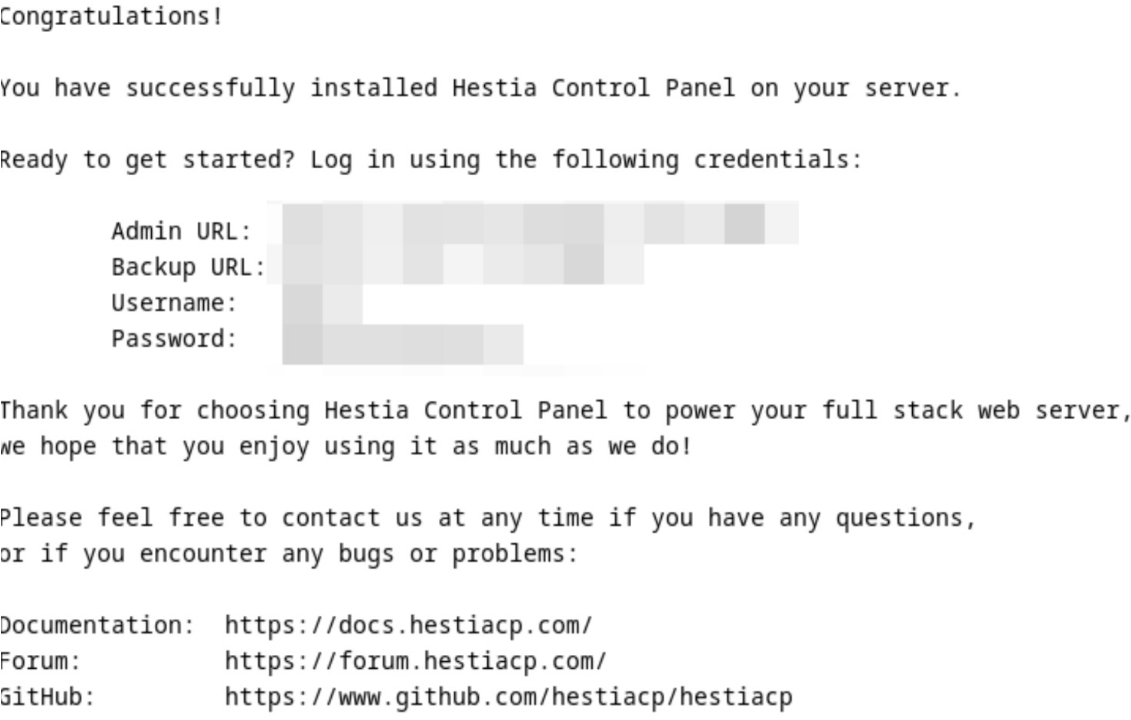 Congratulations!
You have successfully installed Hestia Control Panel on your server.
Ready to get started? Log in using the following credentials:
Admin URL:
Backup URL:
Username:
Password:
Thank you for choosing Hestia Control Panel to power your full stack web server,
we hope that you enjoy using it as much as we do!
Please feel free to contact us at any time if you have any questions,
or if you encounter any bugs or problems:
Documentation: https://docs.hestiacp.com/
Forum: https://forum.hestiacp.com/
GitHub: https://www.github.com/hestiacp/hestiacp